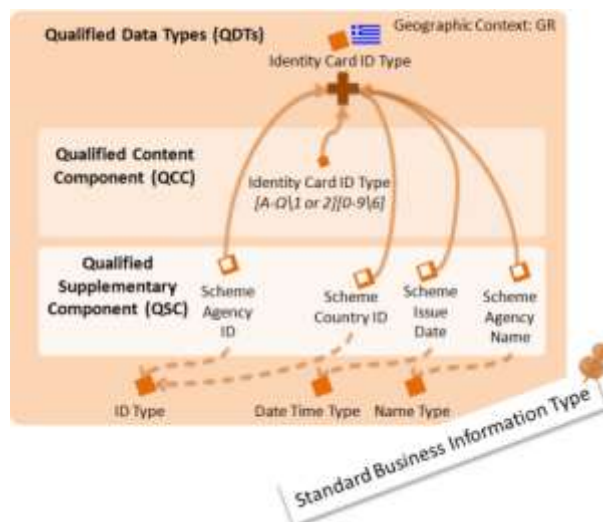 Qualified Data Types (QDTs)
Geographic Context: GR
Identity Card ID Type
Qualified Content
Component (QCC)
Identity Card ID Type
[A-Ω\1 or 2][0-9\6]
Qualified
Supplementary
Component (QSC)
Scheme
Agency
ID
Scheme
Country ID
Scheme
Issue
Date
Scheme
Agency
Name
ID Type
Date Time Type
Name Type
Standard Business Information Type